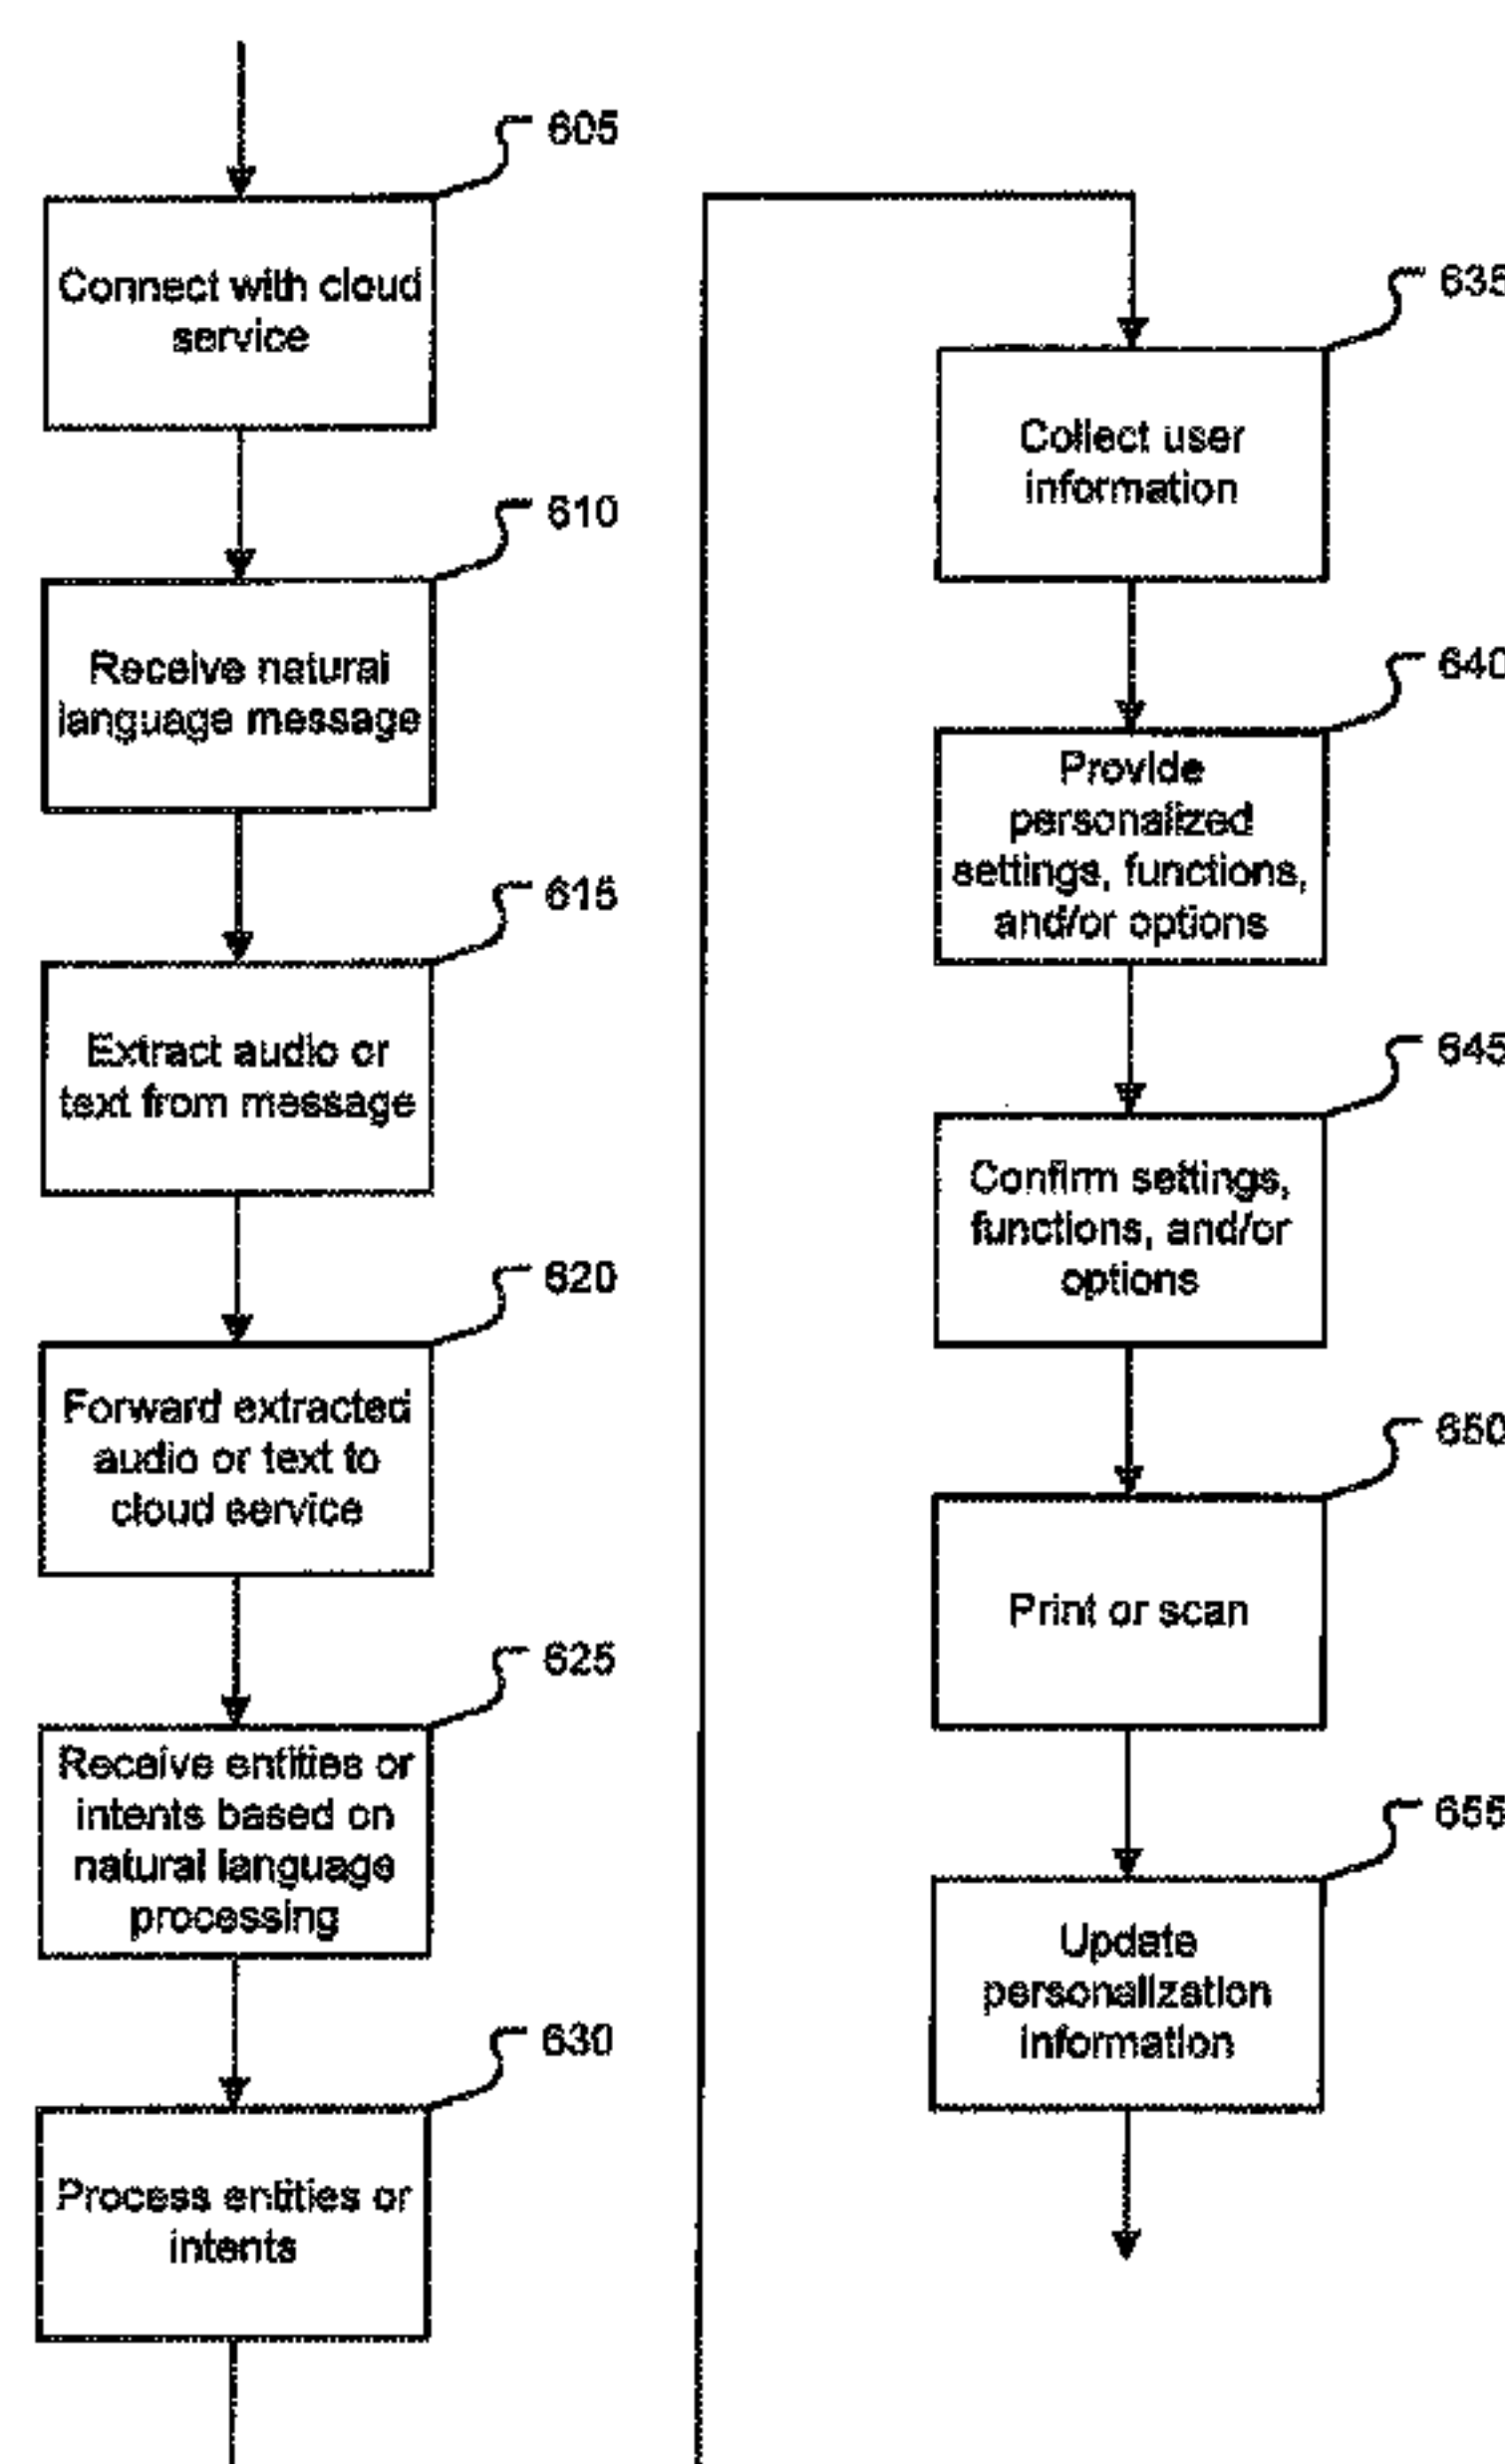 605
Connect with cloud
service
610
Receive natural
language message
615
Extract audio or
text from message
620
Forward extracted
audio or text to
cloud service
625
Receive entities or
intents based on
natural language
processing
630
Process entities or
intents
635
Collect user
information
640
Provide
personalized
settings, functions,
and/or options
645
Confirm settings,
functions, and/or
options
650
Print or scan
655
Update
personalization
information